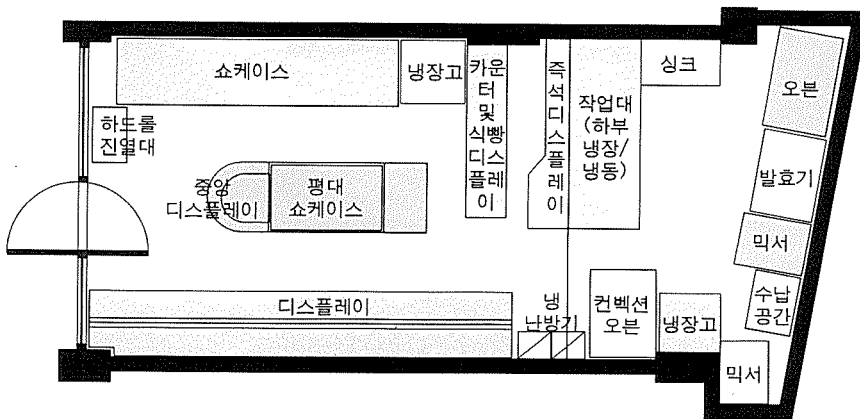 쇼케이스
냉장고
카운
터
및
식빵
디스
플레
이
즉석디스플레이
작업대
(하부
냉장/
냉동)
싱크
오븐
하드롤
진열대
중앙
디스플레이
평대
쇼케이스
발효기
믹서
수납
공간
디스플레이
냉
난방기
컨벡션
오븐
냉장고
믹서